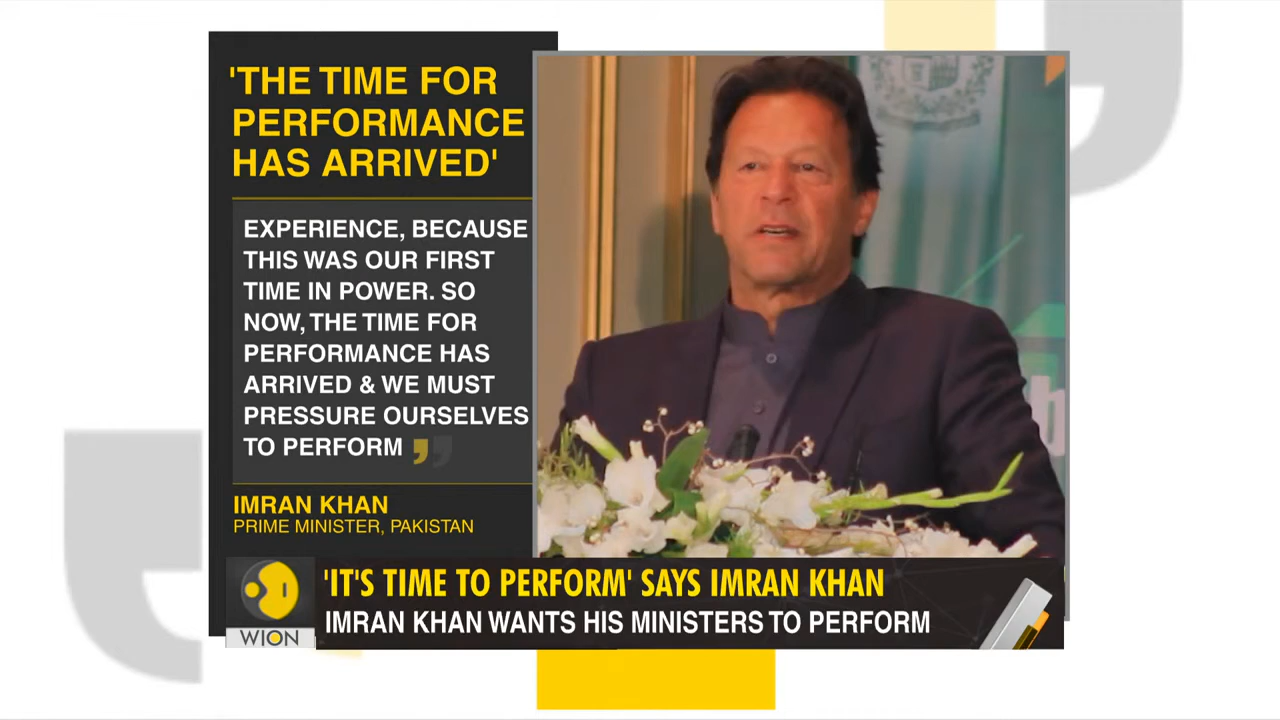 'THE TIME FOR
PERFORMANCE
HAS ARRIVED'
EXPERIENCE, BECAUSE
THIS WAS OUR FIRST
TIME IN POWER. SO
NOW, THE TIME FOR
PERFORMANCE HAS
ARRIVED & WE MUST
PRESSURE OURSELVES
TO PERFORM ”
IMRAN KHAN
PRIME MINISTER, PAKISTAN
'IT'S TIME TO PERFORM' SAYS IMRAN KHAN
IMRAN KHAN WANTS HIS MINISTERS TO PERFORM
WION